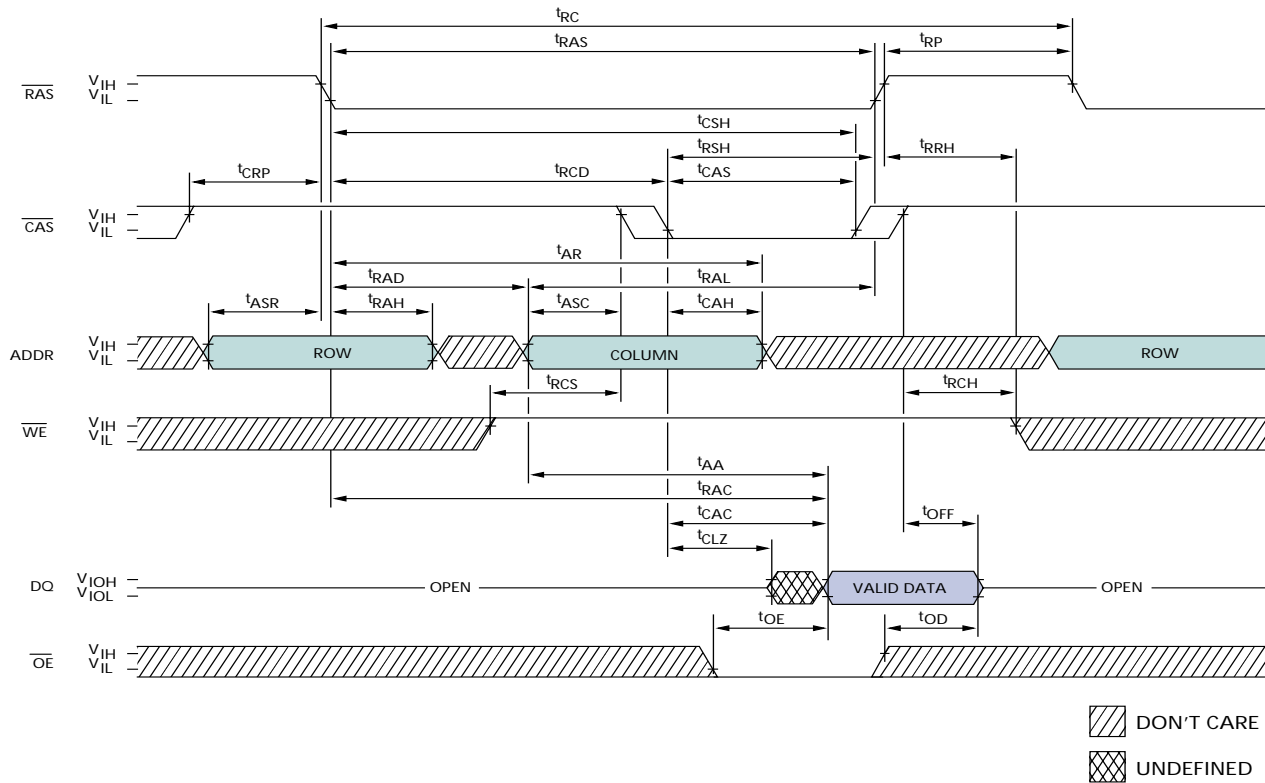 tRC
tRAS
tRP
RAS
VIH
VIL
tCSH
tRSH
tRRH
tCRP
tRCD
tCAS
CAS
VIH
VIL
tAR
tRAD
tRAL
tASR
tRAH
tASC
tCAH
ADDR
VIH
VIL
ROW
COLUMN
ROW
tRCS
tRCH
WE
VIH
VIL
tAA
tRAC
tCAC
tOFF
tCLZ
DQ
VIOH
VIOL
OPEN
VALID DATA
OPEN
tOE
tOD
OE
VIH
VIL
DON'T CARE
UNDEFINED